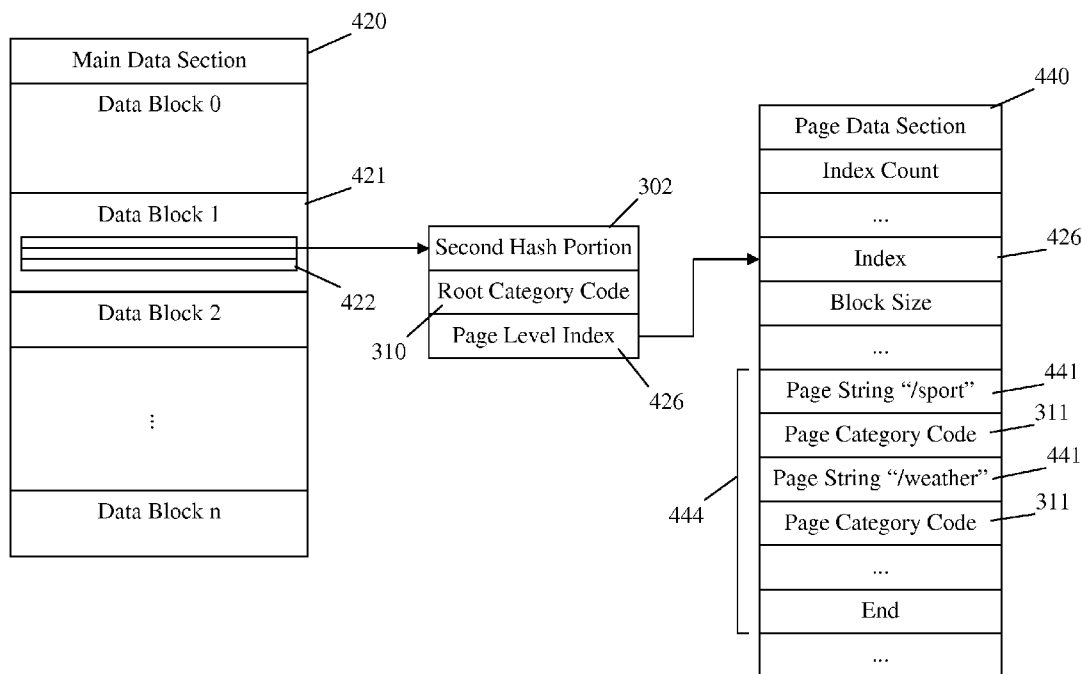 420
Main Data Section
Data Block 0
421
Data Block 1
422
Data Block 2
...
Data Block n
302
Second Hash Portion
Root Category Code
310
Page Level Index
426
440
Page Data Section
Index Count
...
426
Index
Block Size
...
441
Page String “/sport”
311
Page Category Code
441
Page String “/weather”
444
311
Page Category Code
...
End
...